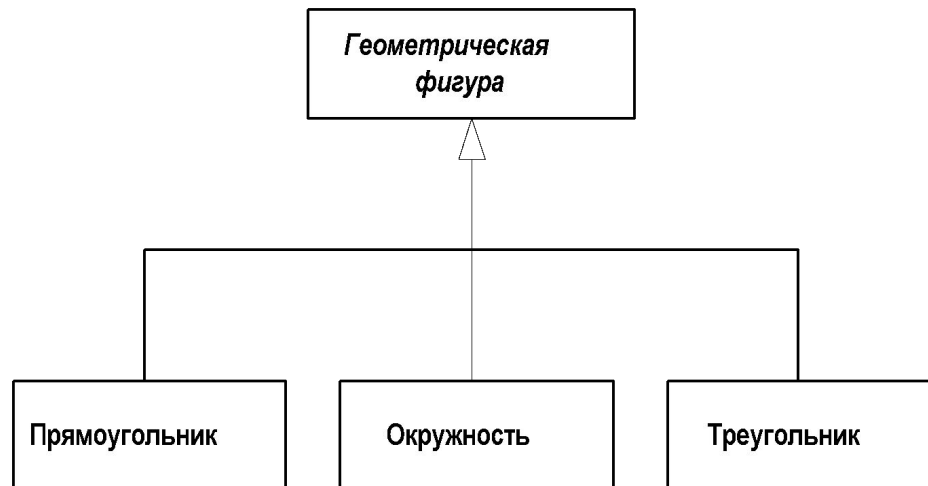 Геометрическая
фигура
Прямоугольник
Окружность
Треугольник